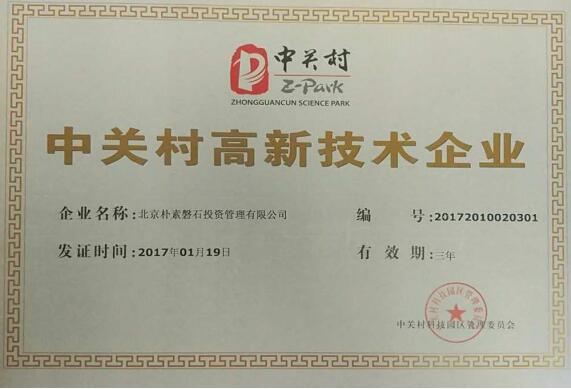 中关村
Z-Park
ZHONGGUANCUN SCIENCE PARK
中关村高新技术企业
企业名称:北京朴素磐石投资管理有限公司
编 号:20172010020301
发证时间:2017年01月19日
有 效 期:三年
中关村科技园区管理委员会